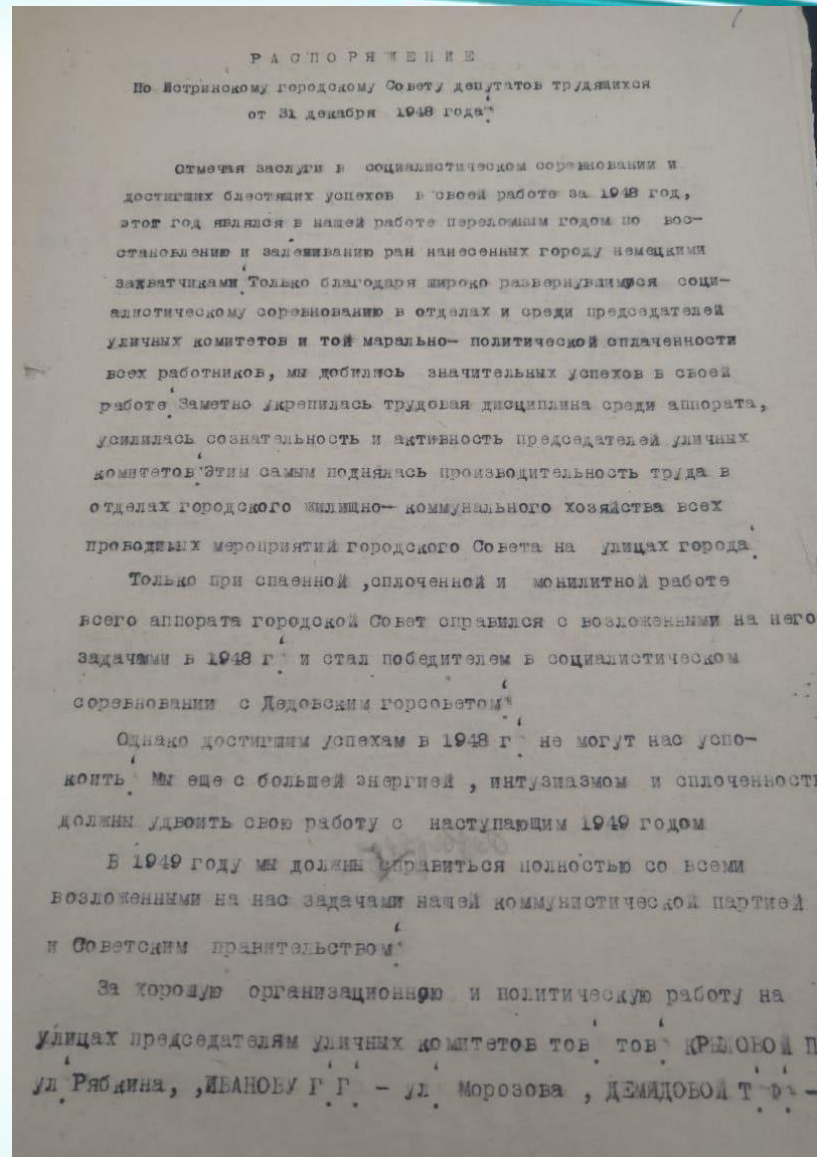 РАСПОРЯЖЕНИЕ
По Истринскому городскому Совету депутатов трудящихся
от 31 декабря 1948 года.
Отмечая заслуги в социалистическом соревновании и
достигших блестящих успехов в своей работе за 1948 год,
этот год являлся в нашей работе переломным годом по вос-
становлению и залечиванию ран нанесенных городу немецкими
захватчиками. Только благодаря широко развернувшимся соци-
алистическому соревнованию в отделах и среди председателей
уличных комитетов и той марально- политической сплаченности
всех работников, мы добились значительных успехов в своей
работе. Заметно укрепилась трудовая дисциплина среди аппората,
усилилась сознательность и активность председателей уличных
комитетов. Этим самым поднялась производительность труда в
отделах городского жилищно- коммунального хозяйства всех
проводимых мероприятий городского Совета на улицах города.
Только при спаенной ,сплоченной и монилитной работе
всего аппората городской Совет справился с возложенными на него
задачами в 1948 г. и стал победителем в социалистическом
соревновании с Дедовским горсоветом.
Однако достигшим успехам в 1948 г. не могут нас успо-
коить. Мы еще с большей энергией , интузиазмом и сплоченность
должны удвоить свою работу с наступающим 1949 годом
В 1949 году мы должны справиться полностью со всеми
возложенными на нас задачами нашей коммунистической партией
и Советским правительством.
За хорошую организационную и политическую работу на
улицах председателям уличных комитетов тов. тов. КРЫЛОВОЙ П
ул.Рябкина, ,ИВАНОВУ Г.Г. - ул. Морозова , ДЕМИДОВОЙ Т. -